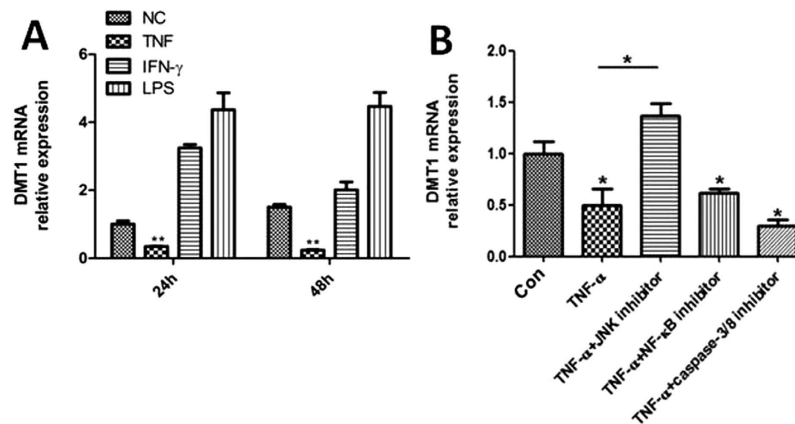 A
NC
TNF
IFN-γ
LPS
DMT1 mRNA
relative expression
6
4
2
0
**
**
24h
48h
B
DMT1 mRNA
relative expression
2.0
1.5
1.0
0.5
0.0
*
*
*
*
Con
TNF-α
TNF-α+JNK inhibitor
TNF-α+NF-κB inhibitor
TNF-α+caspase-3/8 inhibitor